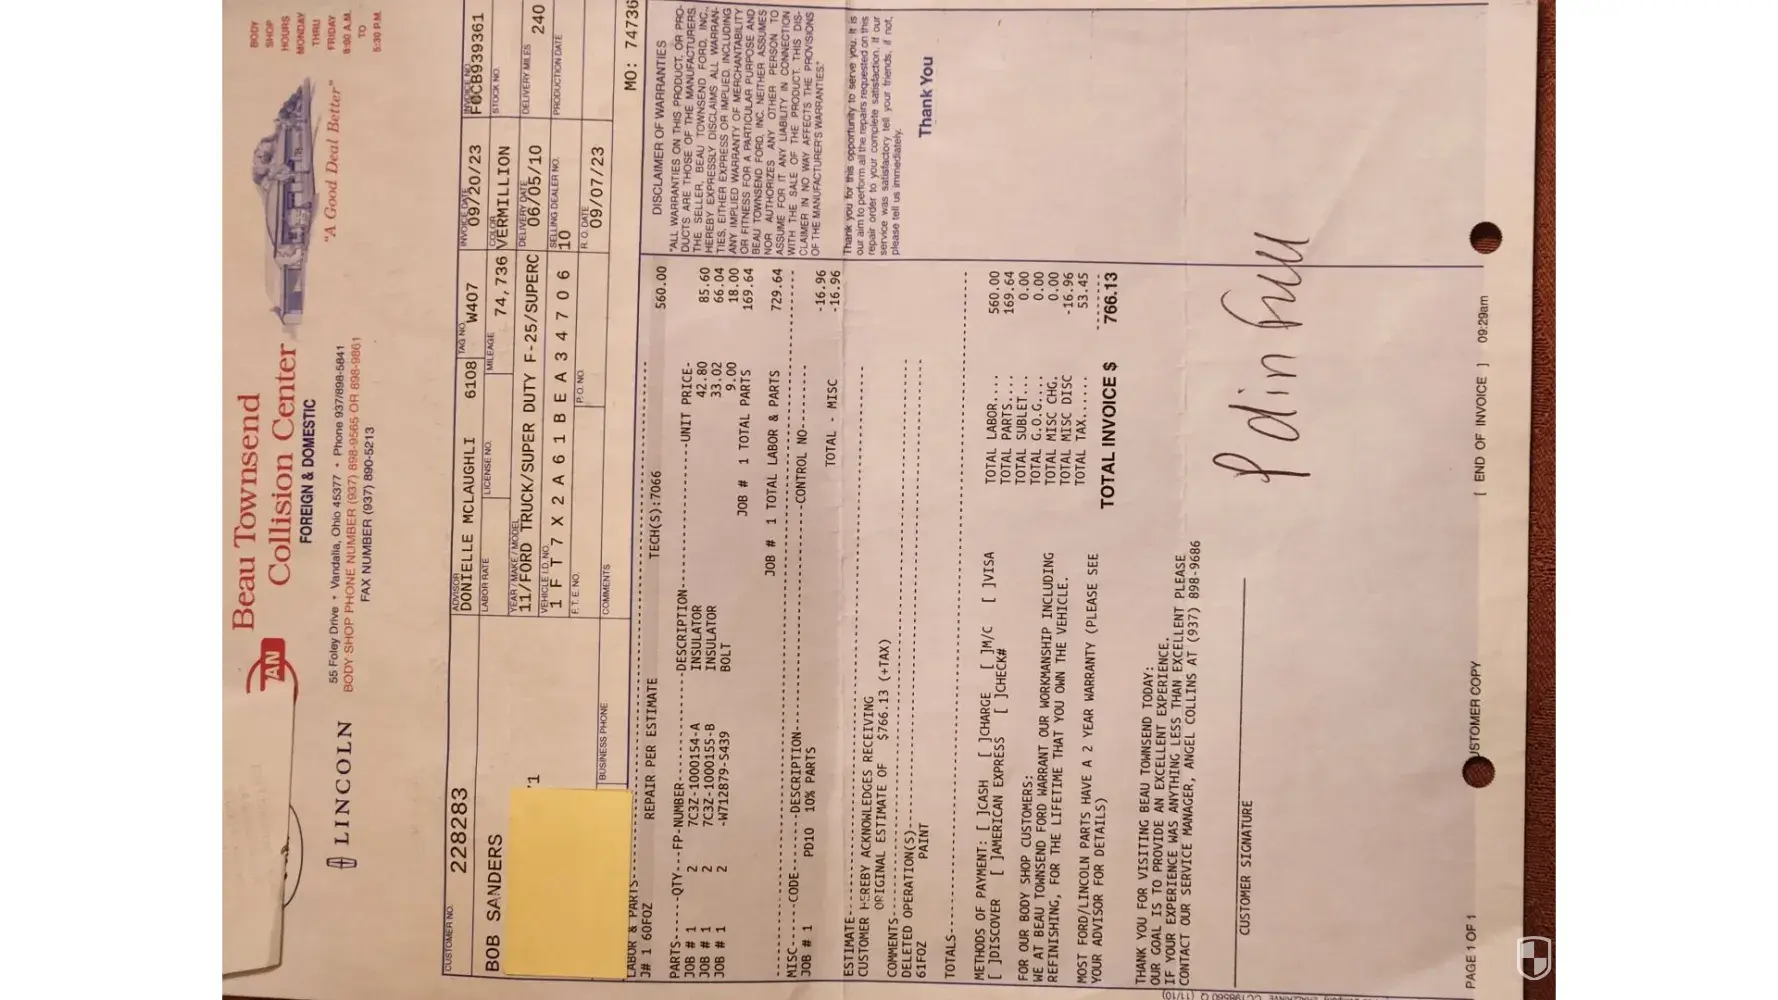 BODY
SHOP
HOURS
MONDAY
THRU
FRIDAY
8:00 A.M.
TO
5:30 P.M.
"A Good Deal Better"
AN
Beau Townsend
Collision Center
FOREIGN & DOMESTIC
LINCOLN
55 Foley Drive • Vandalia, Ohio 45377 • Phone 937/898-5841
BODY SHOP PHONE NUMBER (937) 898-9565 OR 898-9861
FAX NUMBER (937) 890-5213
CUSTOMER NO. 228283
ADVISOR DONIELLE MCLAUGHLI 6108
TAG NO. W407
INVOICE DATE 09/20/23
INVOICE NO. FOCB939361
BOB SANDERS
LABOR RATE
LICENSE NO.
MILEAGE 74,736
COLOR VERMILLION
STOCK NO.
YEAR / MAKE / MODEL 11/FORD TRUCK/SUPER DUTY F-25/SUPERC
DELIVERY DATE 06/05/10
DELIVERY MILES 240
VEHICLE I.D. NO. 1 F T 7 X 2 A 6 1 B E A 3 4 7 0 6
SELLING DEALER NO. 10
PRODUCTION DATE
F.T.E. NO.
P.O. NO.
R.O. DATE 09/07/23
BUSINESS PHONE
COMMENTS
MO: 74736
LABOR & PARTS
J# 1 60FOZ REPAIR PER ESTIMATE TECH(S):7066 560.00
PARTS------QTY---FP-NUMBER---------------DESCRIPTION--------------------UNIT PRICE-
JOB # 1 2 7C3Z-1000154-A INSULATOR 42.80 85.60
JOB # 1 2 7C3Z-1000155-B INSULATOR 33.02 66.04
JOB # 1 2 -W712879-S439 BOLT 9.00 18.00
JOB # 1 TOTAL PARTS 169.64
JOB # 1 TOTAL LABOR & PARTS 729.64
MISC------CODE-------DESCRIPTION------------------------CONTROL NO--------
JOB # 1 PD10 10% PARTS -16.96
TOTAL - MISC -16.96
ESTIMATE
CUSTOMER HEREBY ACKNOWLEDGES RECEIVING
ORIGINAL ESTIMATE OF $766.13 (+TAX)
COMMENTS
DELETED OPERATION(S)
61FOZ PAINT
TOTALS
METHODS OF PAYMENT: [ ]CASH [ ]CHARGE [ ]M/C [ ]VISA
[ ]DISCOVER [ ]AMERICAN EXPRESS [ ]CHECK#
FOR OUR BODY SHOP CUSTOMERS:
WE AT BEAU TOWNSEND FORD WARRANT OUR WORKMANSHIP INCLUDING
REFINISHING, FOR THE LIFETIME THAT YOU OWN THE VEHICLE.
MOST FORD/LINCOLN PARTS HAVE A 2 YEAR WARRANTY (PLEASE SEE
YOUR ADVISOR FOR DETAILS)
THANK YOU FOR VISITING BEAU TOWNSEND TODAY:
OUR GOAL IS TO PROVIDE AN EXCELLENT EXPERIENCE.
IF YOUR EXPERIENCE WAS ANYTHING LESS THAN EXCELLENT PLEASE
CONTACT OUR SERVICE MANAGER, ANGEL COLLINS AT (937) 898-9686
TOTAL LABOR.... 560.00
TOTAL PARTS.... 169.64
TOTAL SUBLET... 0.00
TOTAL G.O.G.... 0.00
TOTAL MISC CHG. 0.00
TOTAL MISC DISC -16.96
TOTAL TAX...... 53.45
TOTAL INVOICE $ 766.13
DISCLAIMER OF WARRANTIES
"ALL WARRANTIES ON THIS PRODUCT, OR PRO-
DUCTS ARE THOSE OF THE MANUFACTURERS.
THE SELLER, BEAU TOWNSEND FORD, INC.,
HEREBY EXPRESSLY DISCLAIMS ALL WARRAN-
TIES, EITHER EXPRESS OR IMPLIED, INCLUDING
ANY IMPLIED WARRANTY OF MERCHANTABILITY
OR FITNESS FOR A PARTICULAR PURPOSE AND
BEAU TOWNSEND FORD, INC. NEITHER ASSUMES
NOR AUTHORIZES ANY OTHER PERSON TO
ASSUME FOR IT ANY LIABILITY IN CONNECTION
WITH THE SALE OF THE PRODUCT. THIS DIS-
CLAIMER IN NO WAY AFFECTS THE PROVISIONS
OF THE MANUFACTURER'S WARRANTIES."
Thank you for this opportunity to serve you. It is
our aim to perform all the repairs requested on this
repair order to your complete satisfaction. If our
service was satisfactory tell your friends, if not,
please tell us immediately.
Thank You
CUSTOMER SIGNATURE
PAGE 1 OF 1
CUSTOMER COPY
[ END OF INVOICE ] 09:29am